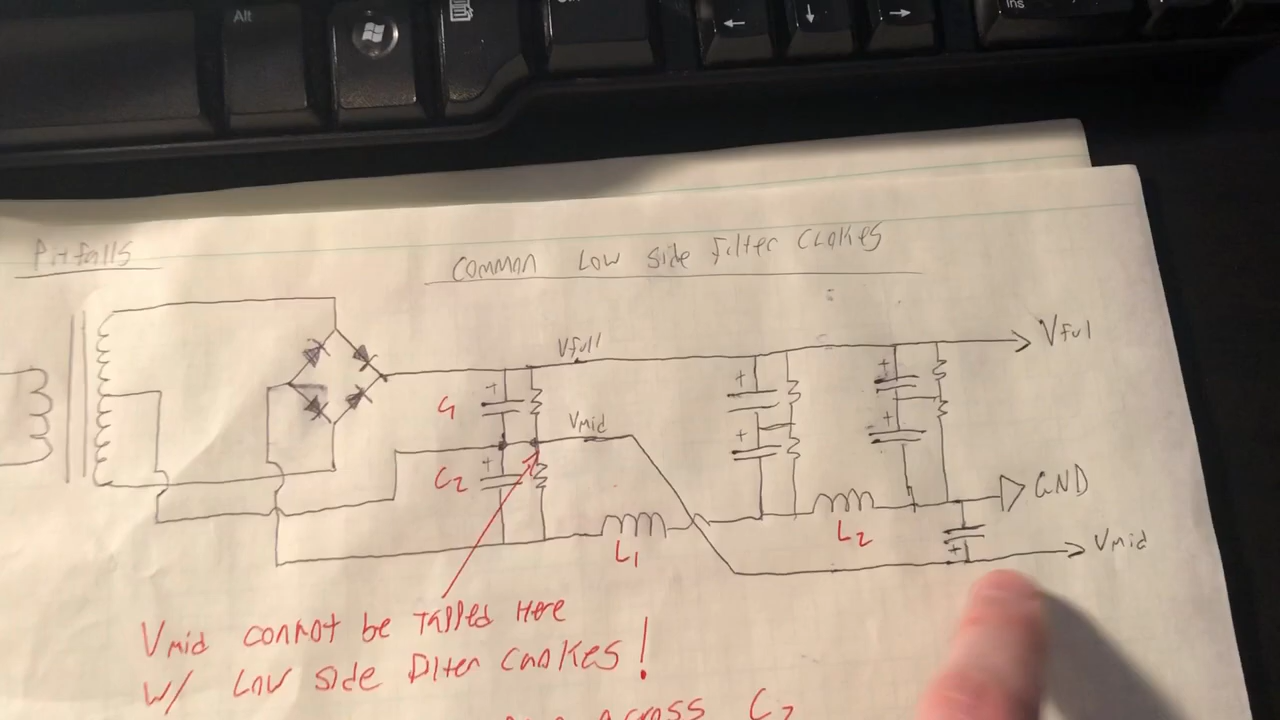 Alt
Ins
←
↓
→
Pitfalls
Common Low Side Filter Chokes
Vfull
Vful
+
C1
Vmid
+
C2
+
+
+
+
GND
L1
L2
+
Vmid
Vmid cannot be Tapped Here
w/ Low side Filter Chokes!
across C2